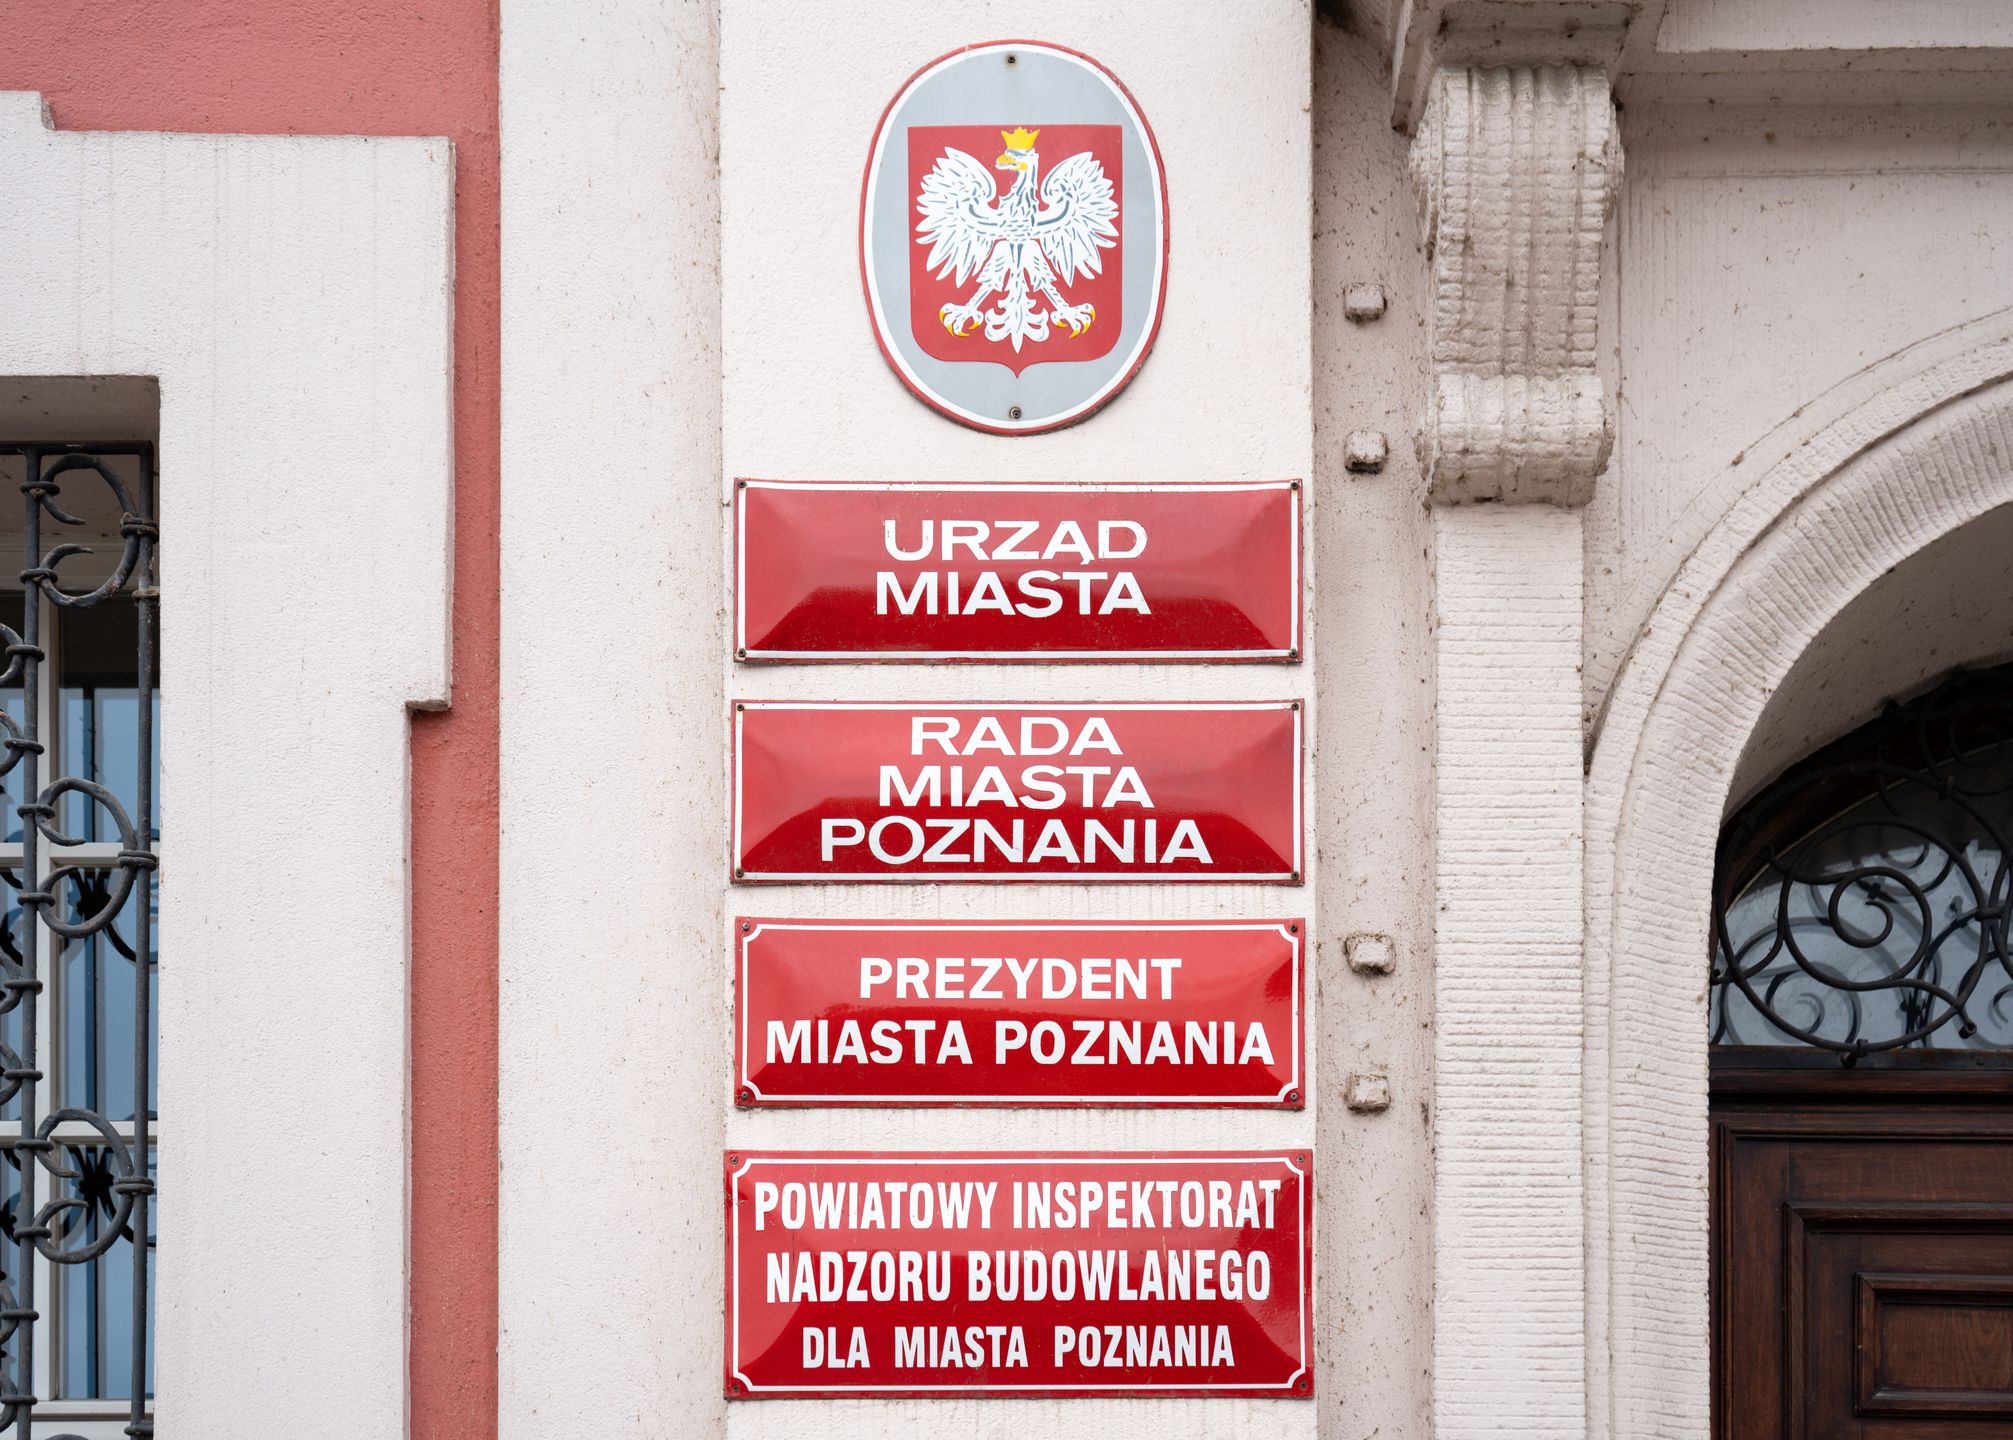 URZĄD
MIASTA
RADA
MIASTA
POZNANIA
PREZYDENT
MIASTA POZNANIA
POWIATOWY INSPEKTORAT
NADZORU BUDOWLANEGO
DLA MIASTA POZNANIA